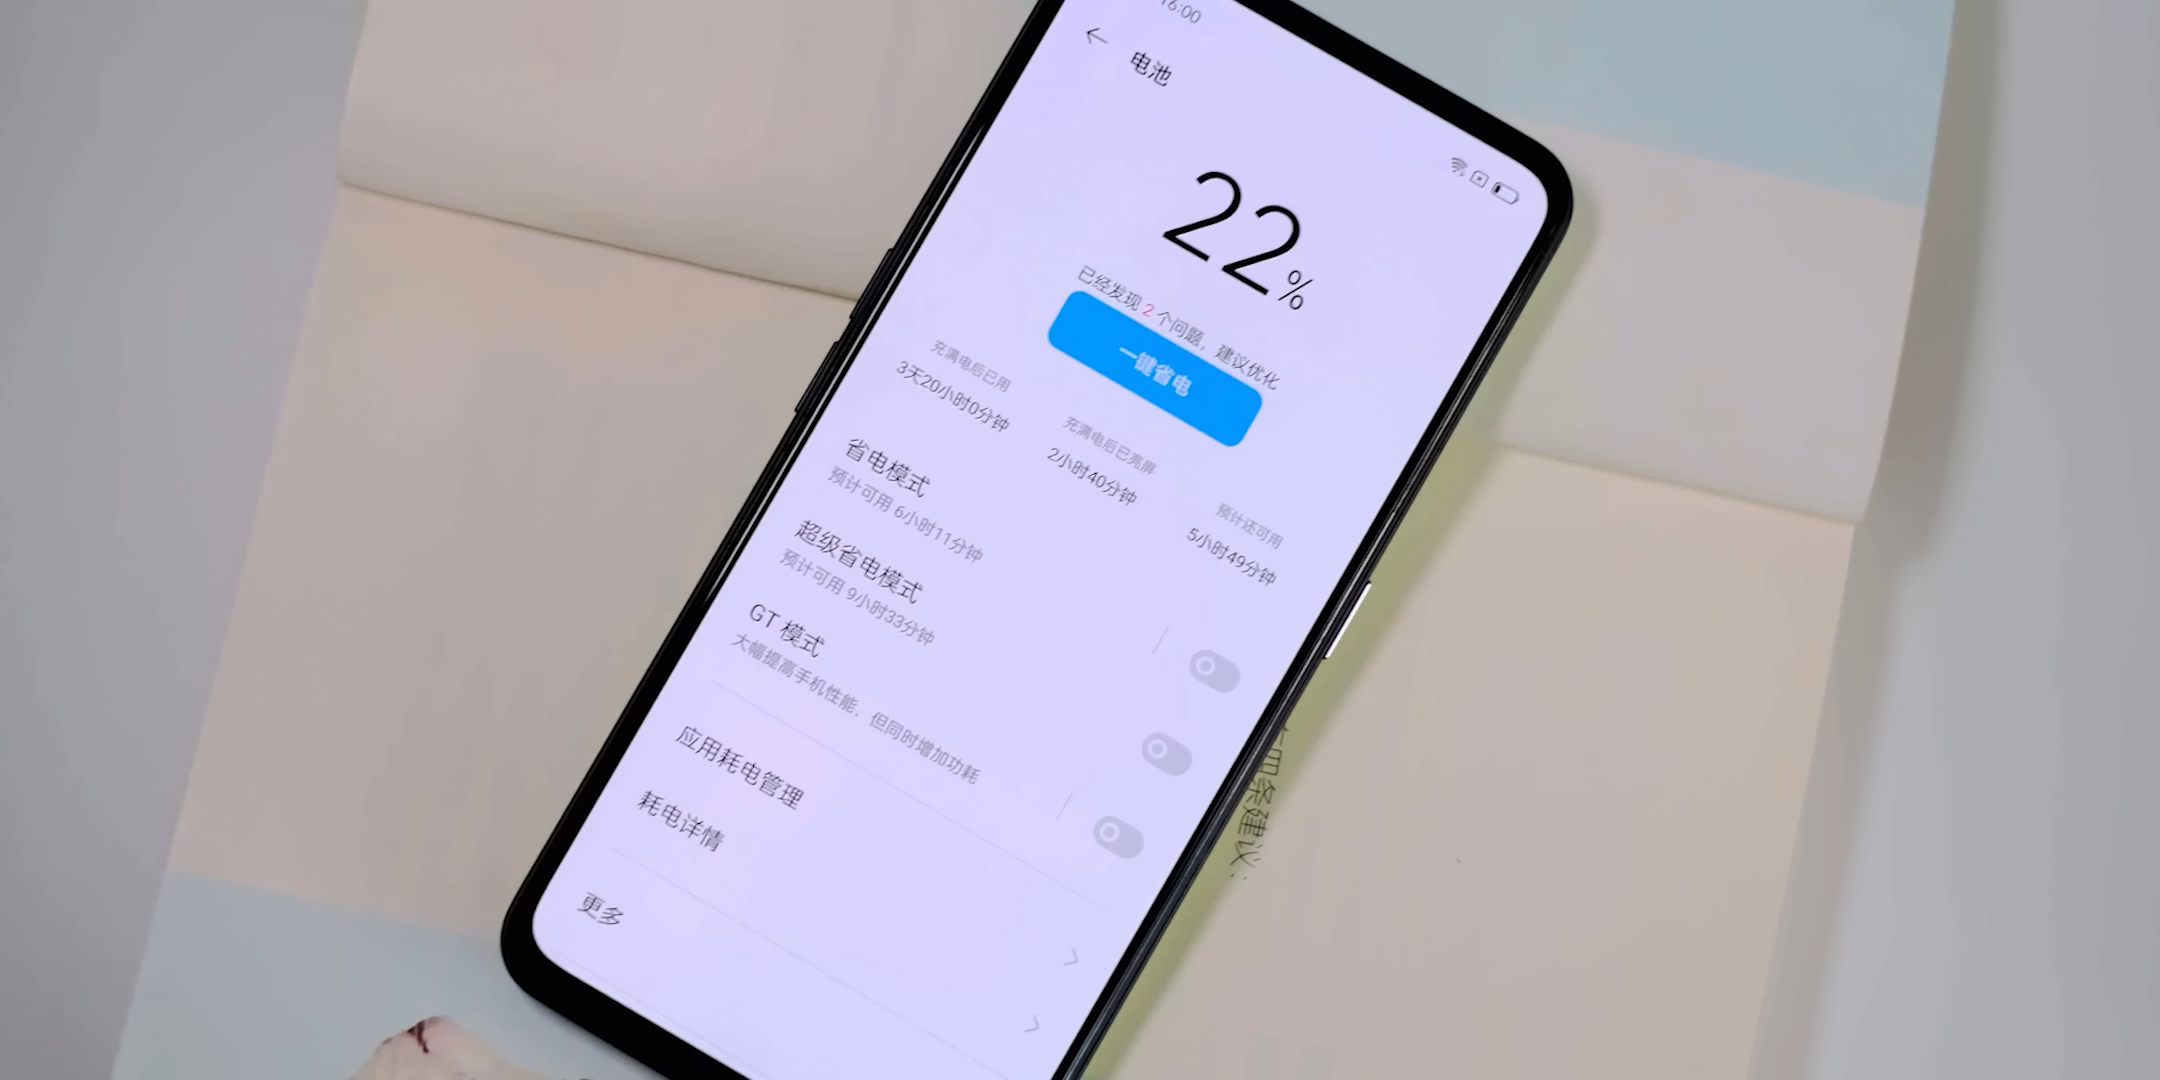 16:00
电池
22%
已经发现 2 个问题，建议优化
一键省电
充满电后已用
3天20小时0分钟
充满电后已亮屏
2小时40分钟
预计还可用
5小时49分钟
省电模式
预计可用 6小时11分钟
超级省电模式
预计可用 9小时33分钟
GT 模式
大幅提高手机性能，但同时增加功耗
应用耗电管理
耗电详情
更多
四条建议：